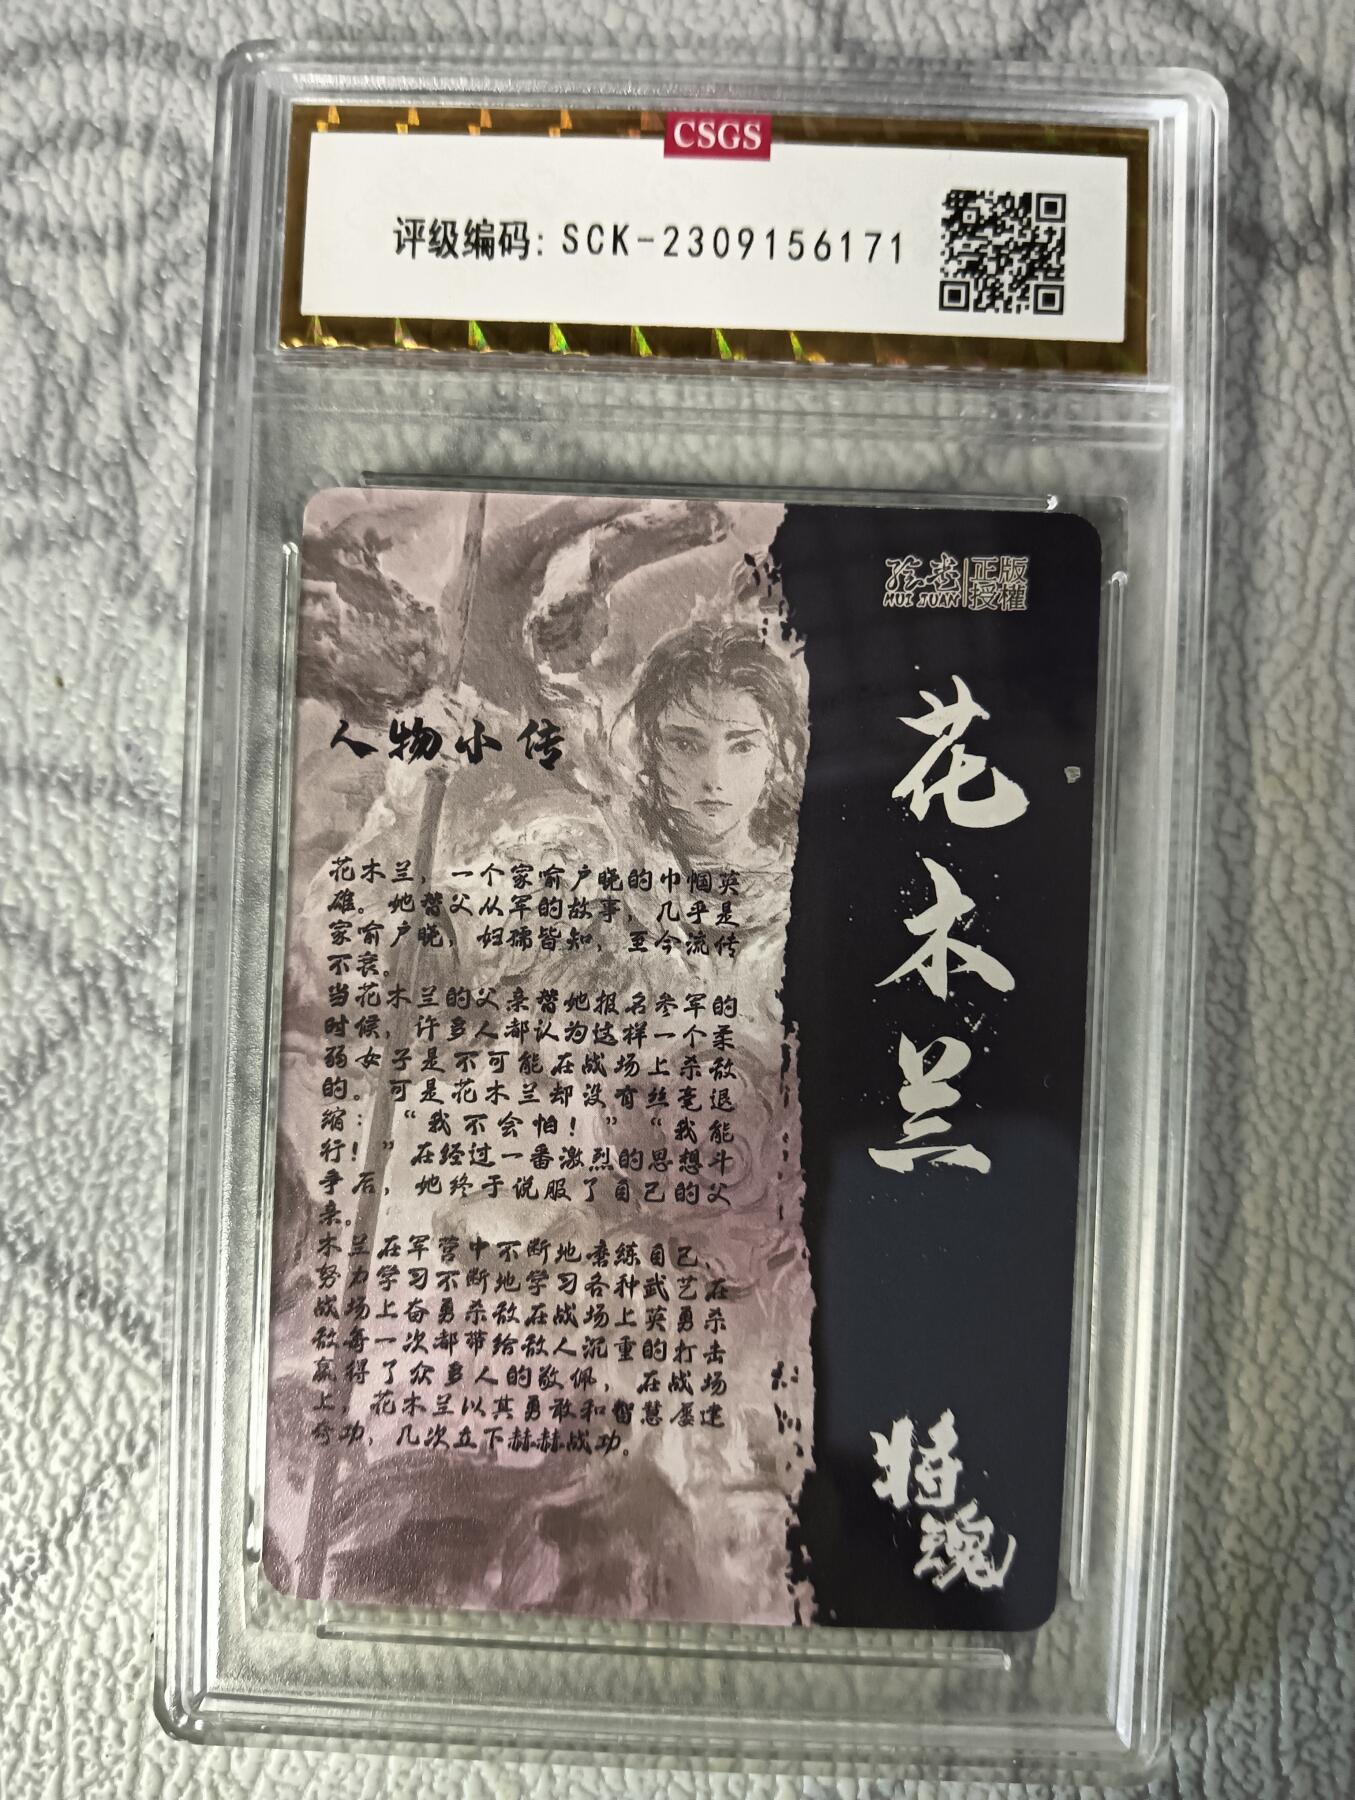 CSGS
评级编码: SCK-2309156171
绘卷
HUI JUAN
正版
授權
花木兰
将魂
人物小传
花木兰，一个家喻户晓的巾帼英
雄。她替父从军的故事，几乎是
家喻户晓，妇孺皆知，至今流传
不衰。
当花木兰的父亲替她报名参军的
时候，许多人都认为这样一个柔
弱女子是不可能在战场上杀敌
的。可是花木兰却没有丝毫退
缩：“我不会怕！”“我能
行！”在经过一番激烈的思想斗
争后，她终于说服了自己的父
亲。
木兰在军营中不断地磨练自己、
努力学习不断地学习各种武艺在
战场上奋勇杀敌在战场上英勇杀
敌每一次都带给敌人沉重的打击
赢得了众多人的敬佩，在战场
上，花木兰以其勇敢和智慧屡建
奇功，几次立下赫赫战功。